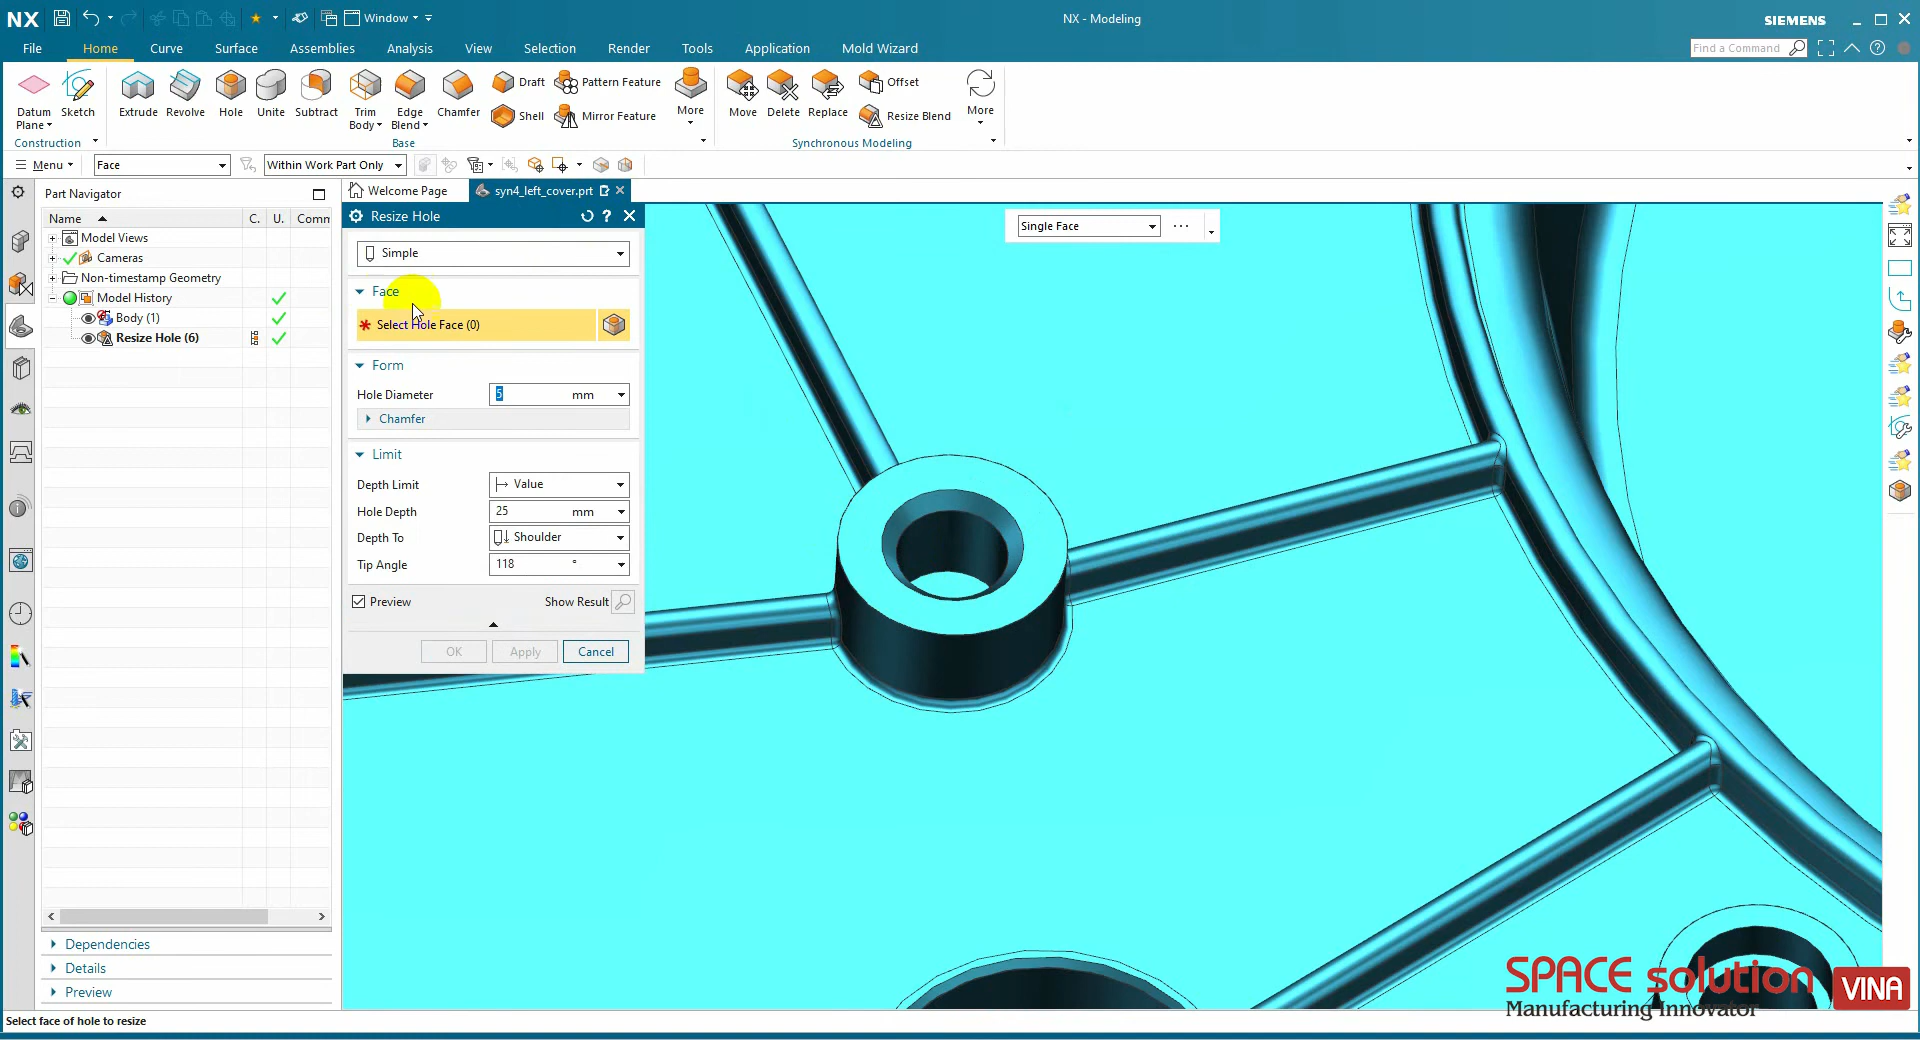 NX
Window
NX - Modeling
SIEMENS
File
Home
Curve
Surface
Assemblies
Analysis
View
Selection
Render
Tools
Application
Mold Wizard
Find a Command
Datum Plane
Sketch
Extrude
Revolve
Hole
Unite
Subtract
Trim Body
Edge Blend
Chamfer
Draft
Shell
Pattern Feature
Mirror Feature
More
Move
Delete
Replace
Offset
Resize Blend
More
Construction
Base
Synchronous Modeling
Menu
Face
Within Work Part Only
Part Navigator
Welcome Page
syn4_left_cover.prt
Name C. U. Comm
Model Views
Cameras
Non-timestamp Geometry
Model History
Body (1)
Resize Hole (6)
Dependencies
Details
Preview
Resize Hole
Simple
Face
* Select Hole Face (0)
Form
Hole Diameter 5 mm
Chamfer
Limit
Depth Limit Value
Hole Depth 25 mm
Depth To Shoulder
Tip Angle 118 °
Preview Show Result
OK Apply Cancel
Single Face
SPACE solution VINA
Manufacturing Innovator
Select face of hole to resize